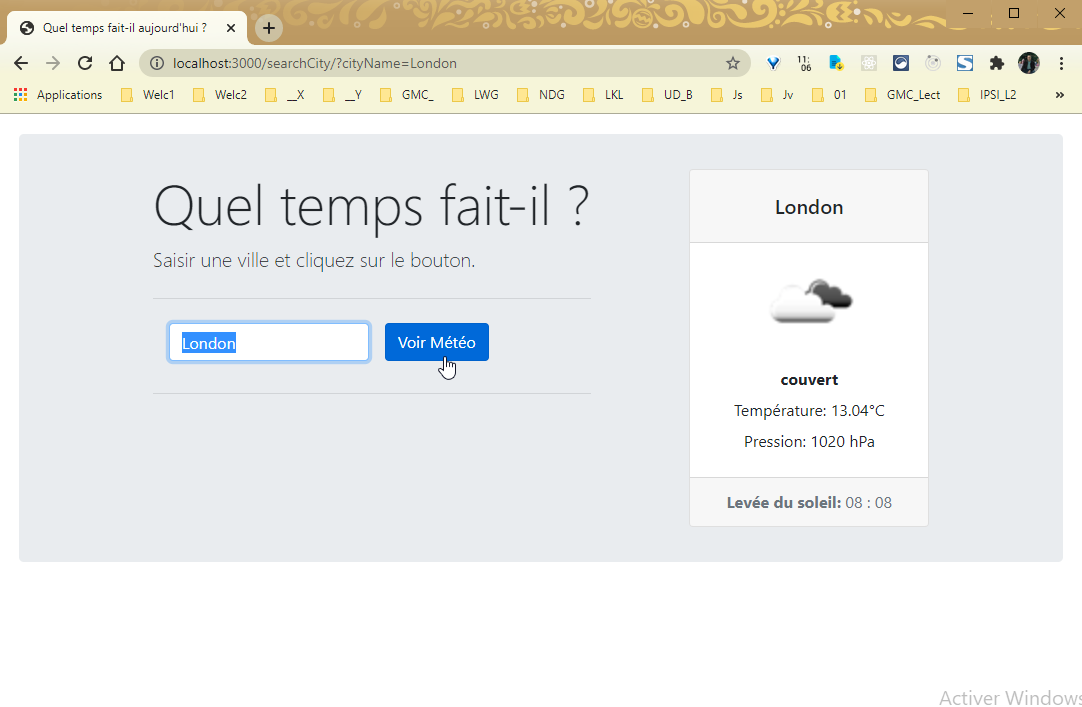 Quel temps fait-il aujourd'hui ?
localhost:3000/searchCity/?cityName=London
11:
06
Applications Welc1 Welc2 __X __Y GMC_ LWG NDG LKL UD_B Js Jv 01 GMC_Lect IPSI_L2 »
Quel temps fait-il ?
Saisir une ville et cliquez sur le bouton.
London
Voir Météo
London
couvert
Température: 13.04°C
Pression: 1020 hPa
Levée du soleil: 08 : 08
Activer Windows